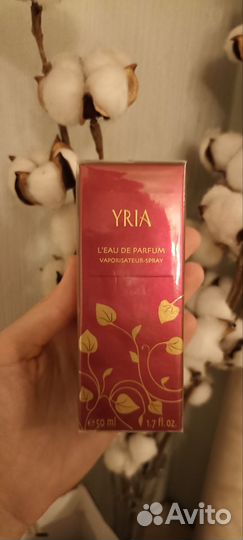 YRIA
L'EAU DE PARFUM
VAPORISATEUR-SPRAY
e 50 ml 1.7 fl.oz.
Avito